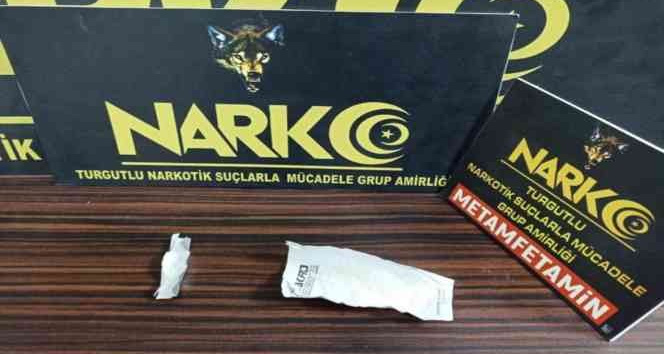 TİK
NARKO
TURGUTLU NARKOTİK SUÇLARLA MÜCADELE GRUP AMİRLİĞİ
NARKO
TURGUTLU
NARKOTİK SUÇLARLA MÜCADELE
GRUP AMİRLİĞİ
METAMFETAMİN